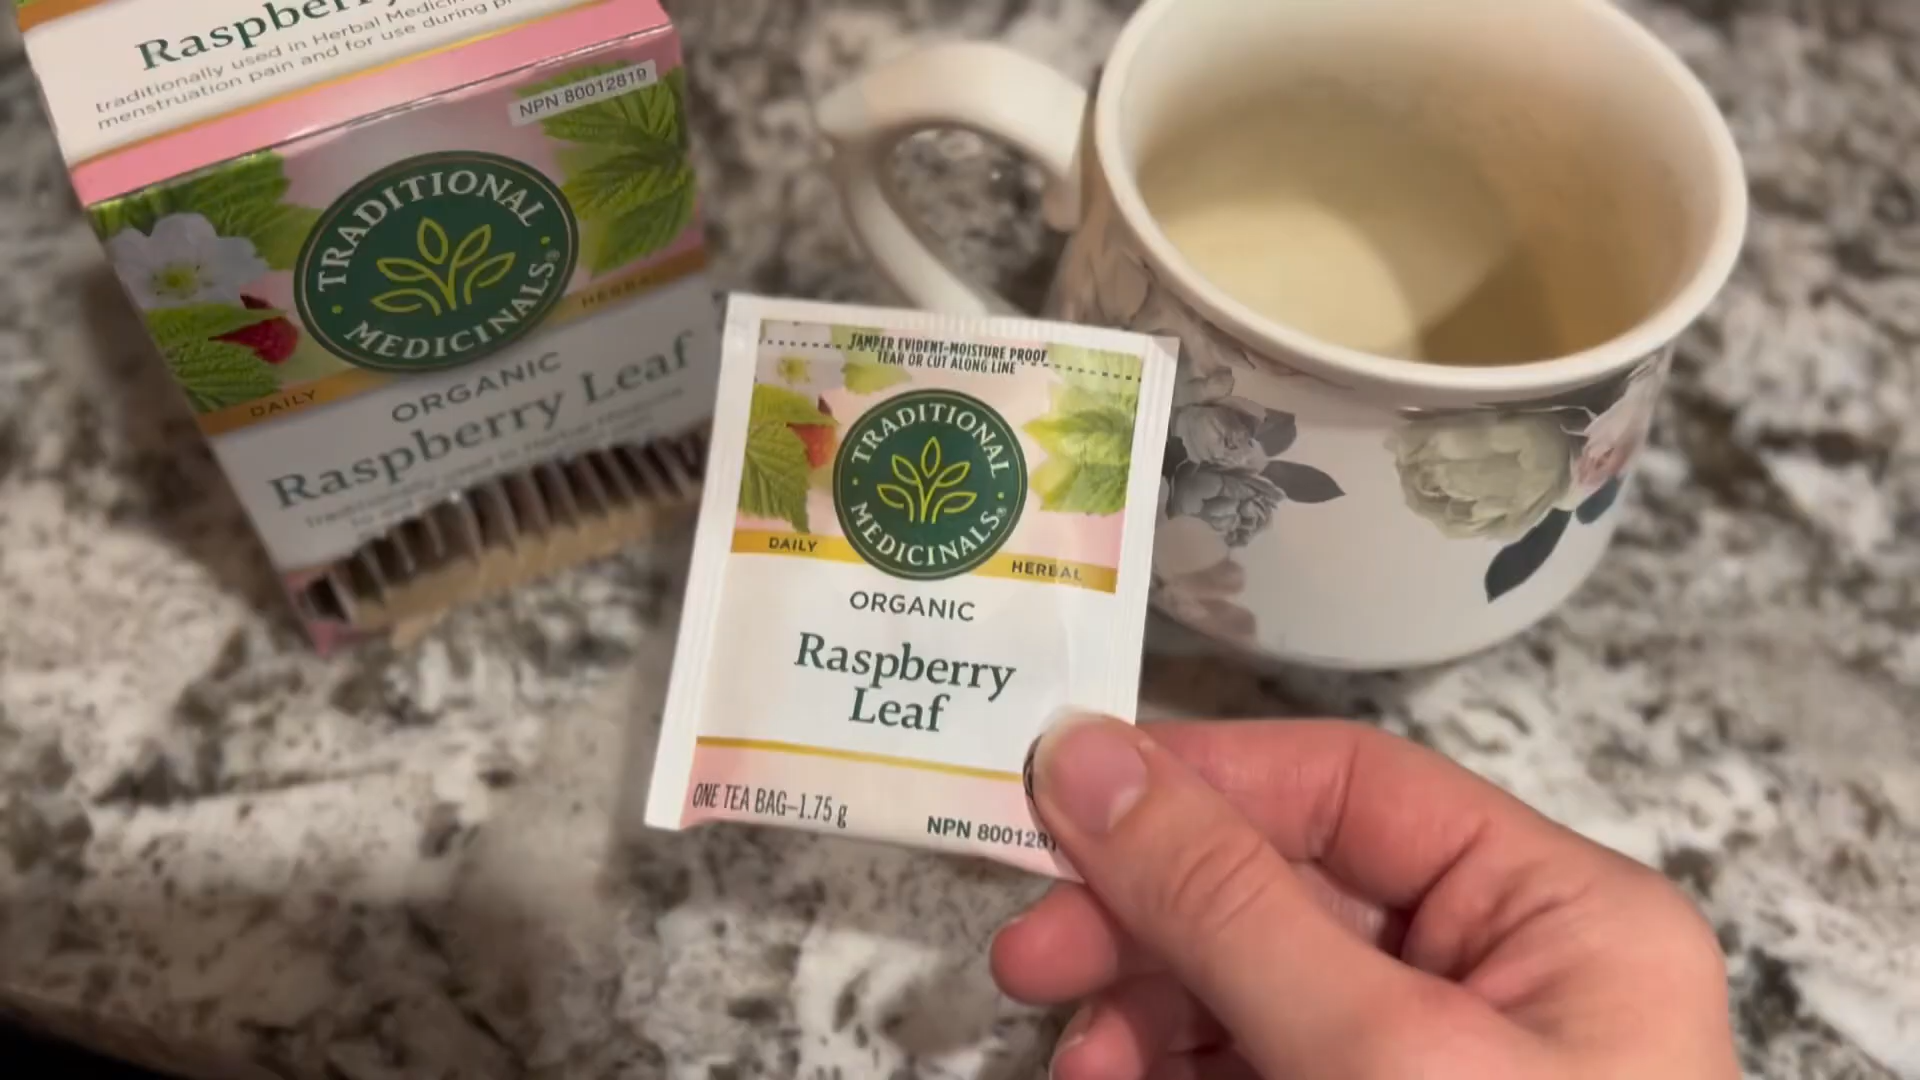 Raspberry
traditionally used in Herbal Medicine
menstruation pain and for use during
NPN 80012819
TRADITIONAL
MEDICINALS®
DAILY
HERBAL
ORGANIC
Raspberry Leaf
TAMPER EVIDENT-MOISTURE PROOF
TEAR OR CUT ALONG LINE
TRADITIONAL
MEDICINALS®
DAILY
HERBAL
ORGANIC
Raspberry
Leaf
ONE TEA BAG-1.75 g
NPN 8001281